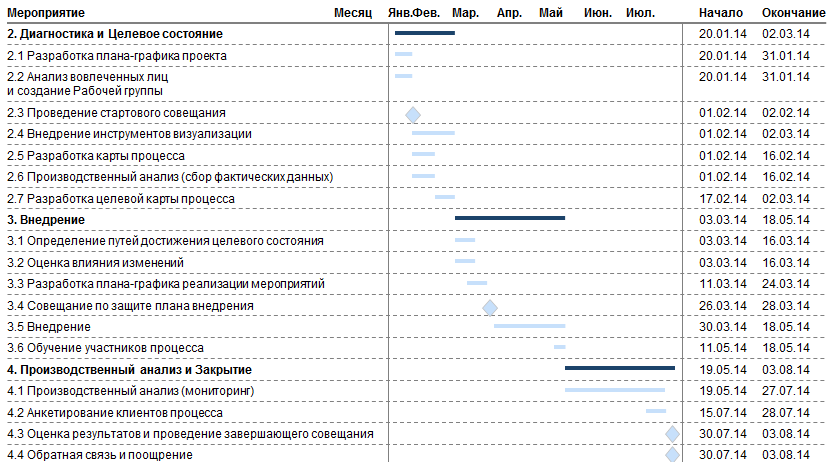 Мероприятие Месяц Янв.Фев. Мар. Апр. Май Июн. Июл. Начало Окончание
2. Диагностика и Целевое состояние 20.01.14 02.03.14
2.1 Разработка плана-графика проекта 20.01.14 31.01.14
2.2 Анализ вовлеченных лиц 20.01.14 31.01.14
и создание Рабочей группы
2.3 Проведение стартового совещания 01.02.14 02.02.14
2.4 Внедрение инструментов визуализации 01.02.14 02.03.14
2.5 Разработка карты процесса 01.02.14 16.02.14
2.6 Производственный анализ (сбор фактических данных) 01.02.14 16.02.14
2.7 Разработка целевой карты процесса 17.02.14 02.03.14
3. Внедрение 03.03.14 18.05.14
3.1 Определение путей достижения целевого состояния 03.03.14 16.03.14
3.2 Оценка влияния изменений 03.03.14 16.03.14
3.3 Разработка плана-графика реализации мероприятий 11.03.14 24.03.14
3.4 Совещание по защите плана внедрения 26.03.14 28.03.14
3.5 Внедрение 30.03.14 18.05.14
3.6 Обучение участников процесса 11.05.14 18.05.14
4. Производственный анализ и Закрытие 19.05.14 03.08.14
4.1 Производственный анализ (мониторинг) 19.05.14 27.07.14
4.2 Анкетирование клиентов процесса 15.07.14 28.07.14
4.3 Оценка результатов и проведение завершающего совещания 30.07.14 03.08.14
4.4 Обратная связь и поощрение 30.07.14 03.08.14